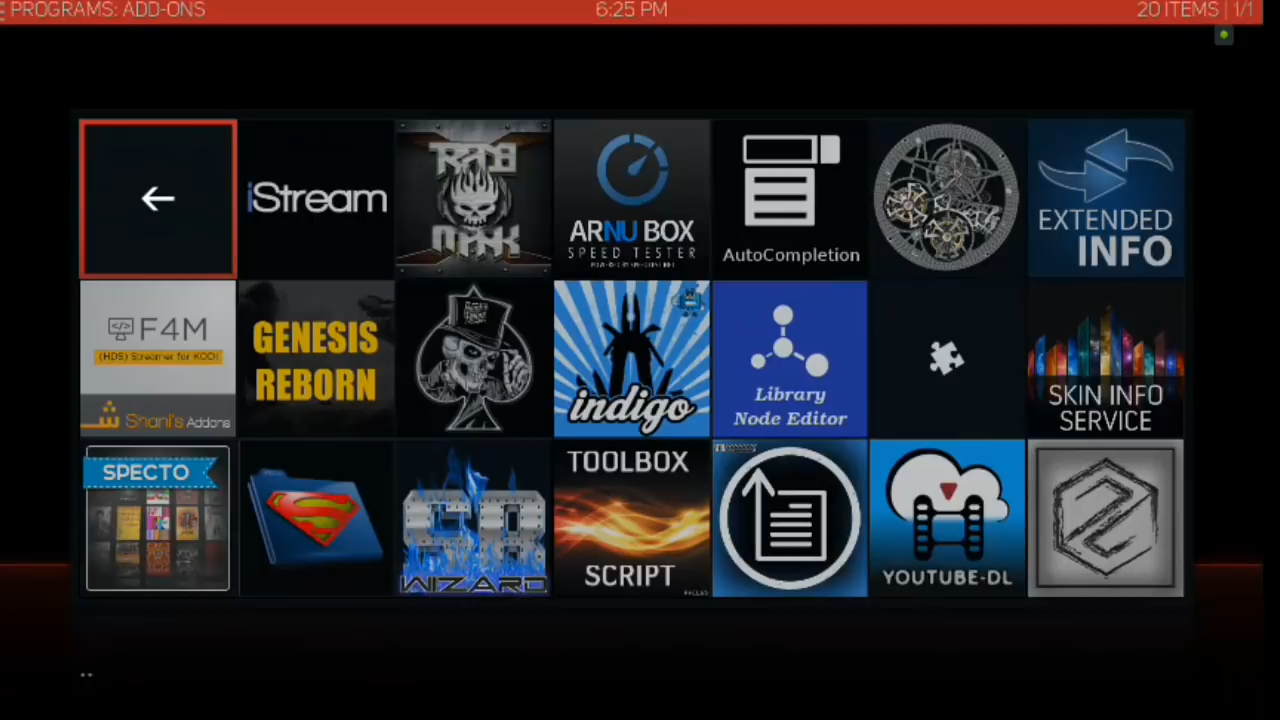 PROGRAMS: ADD-ONS
6:25 PM
20 ITEMS | 1/1
iStream
ARNU BOX
SPEED TESTER
AutoCompletion
EXTENDED
INFO
F4M
(HDS) Streamer for KODI
Shani's Addons
GENESIS
REBORN
indigo
Library
Node Editor
SKIN INFO
SERVICE
SPECTO
WIZARD
TOOLBOX
SCRIPT
YOUTUBE-DL
..